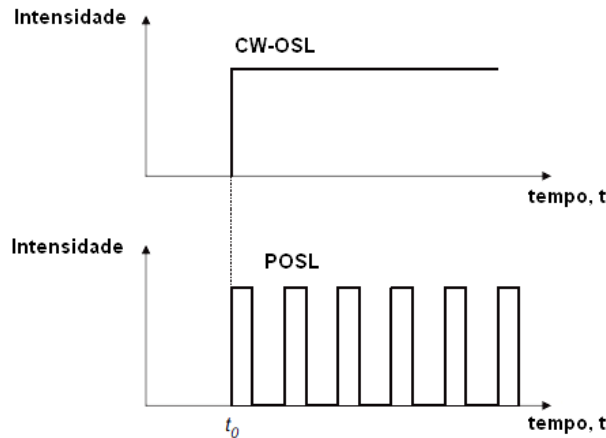 Intensidade
CW-OSL
tempo, t
Intensidade
POSL
tempo, t
t0